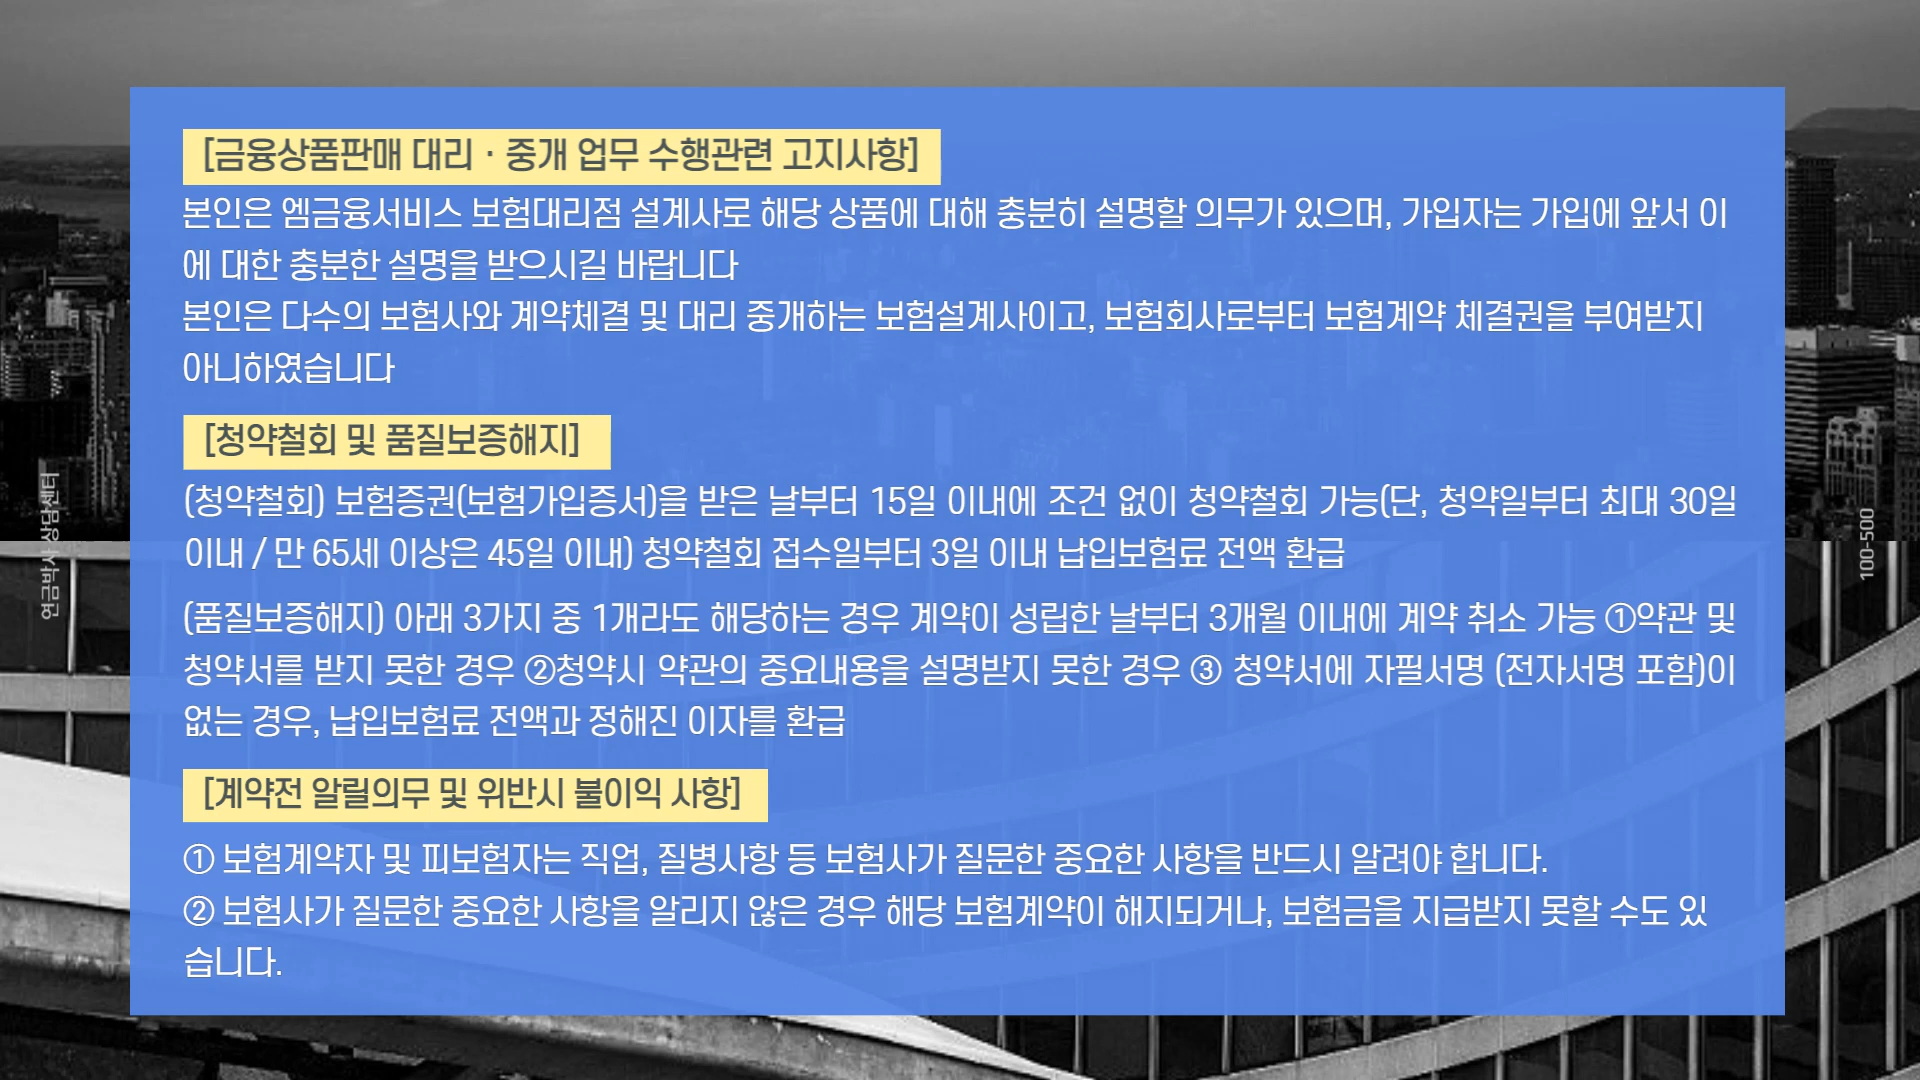 [금융상품판매 대리 · 중개 업무 수행관련 고지사항]
본인은 엠금융서비스 보험대리점 설계사로 해당 상품에 대해 충분히 설명할 의무가 있으며, 가입자는 가입에 앞서 이
에 대한 충분한 설명을 받으시길 바랍니다
본인은 다수의 보험사와 계약체결 및 대리 중개하는 보험설계사이고, 보험회사로부터 보험계약 체결권을 부여받지
아니하였습니다
[청약철회 및 품질보증해지]
(청약철회) 보험증권(보험가입증서)을 받은 날부터 15일 이내에 조건 없이 청약철회 가능(단, 청약일부터 최대 30일
이내 / 만 65세 이상은 45일 이내) 청약철회 접수일부터 3일 이내 납입보험료 전액 환급
(품질보증해지) 아래 3가지 중 1개라도 해당하는 경우 계약이 성립한 날부터 3개월 이내에 계약 취소 가능 ①약관 및
청약서를 받지 못한 경우 ②청약시 약관의 중요내용을 설명받지 못한 경우 ③ 청약서에 자필서명 (전자서명 포함)이
없는 경우, 납입보험료 전액과 정해진 이자를 환급
[계약전 알릴의무 및 위반시 불이익 사항]
① 보험계약자 및 피보험자는 직업, 질병사항 등 보험사가 질문한 중요한 사항을 반드시 알려야 합니다.
② 보험사가 질문한 중요한 사항을 알리지 않은 경우 해당 보험계약이 해지되거나, 보험금을 지급받지 못할 수도 있
습니다.
연금박사 상담센터
100-500